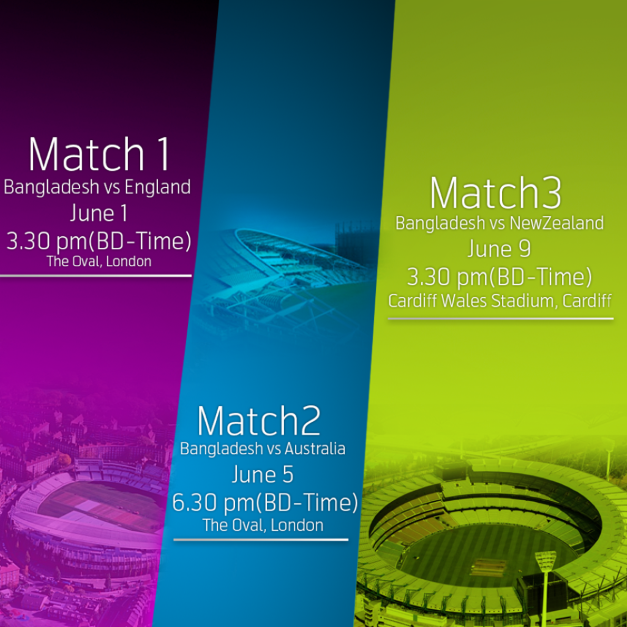 Match 1
Bangladesh vs England
June 1
3.30 pm(BD-Time)
The Oval, London
Match2
Bangladesh vs Australia
June 5
6.30 pm(BD-Time)
The Oval, London
Match3
Bangladesh vs NewZealand
June 9
3.30 pm(BD-Time)
Cardiff Wales Stadium, Cardiff